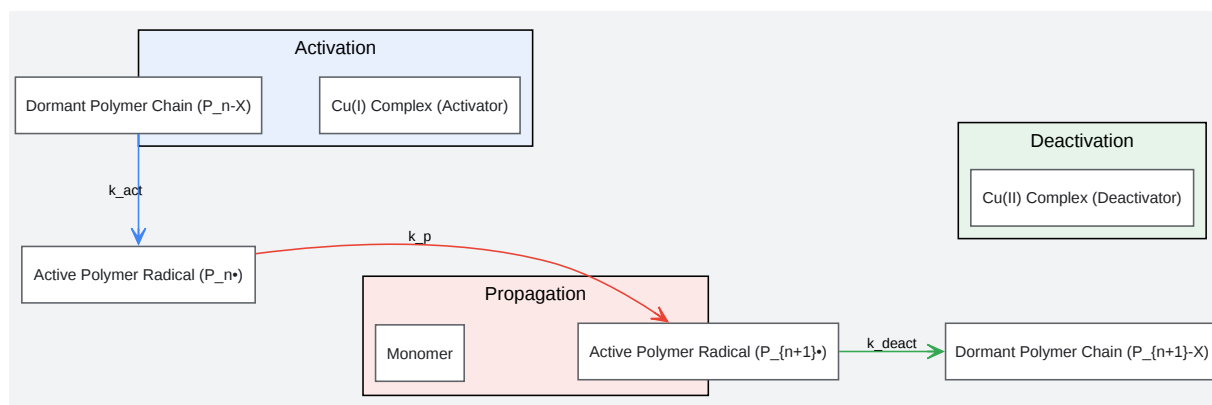 Activation
Dormant Polymer Chain (P_n-X)
Cu(I) Complex (Activator)
Deactivation
Cu(II) Complex (Deactivator)
k_act
k_p
Active Polymer Radical (P_n•)
Propagation
Monomer
Active Polymer Radical (P_{n+1}•)
k_deact
Dormant Polymer Chain (P_{n+1}-X)